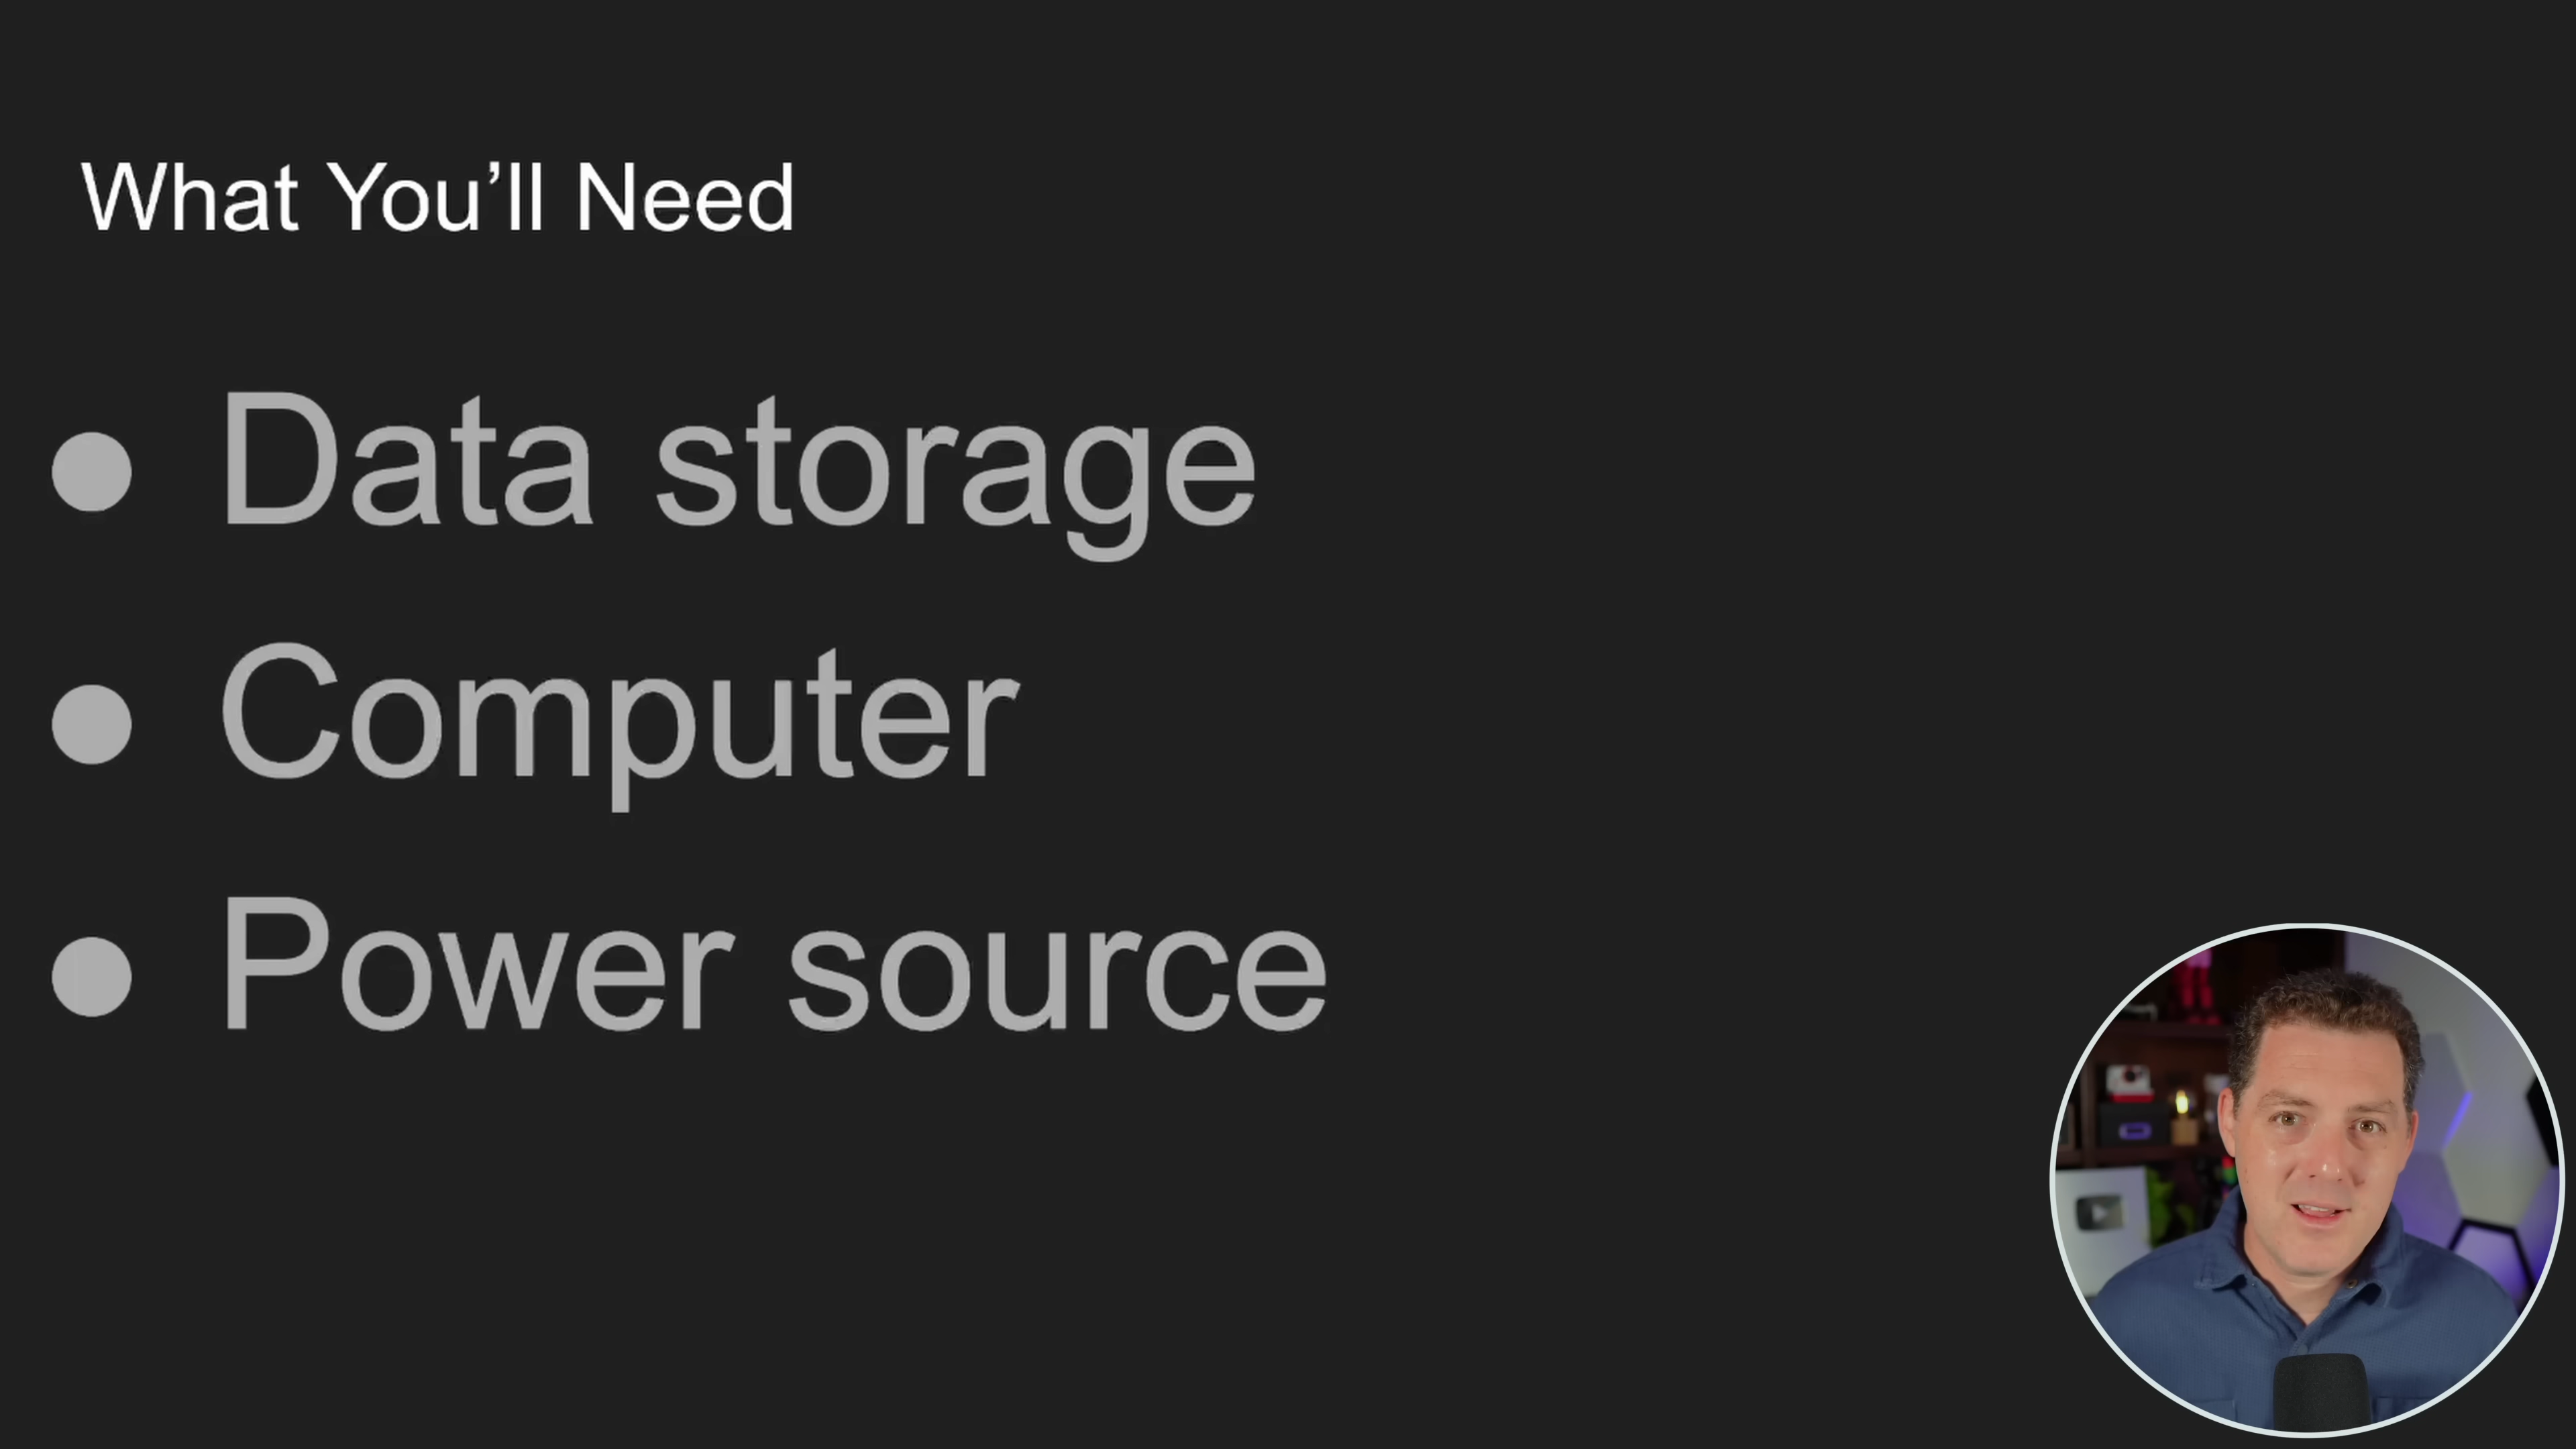 What You’ll Need
● Data storage
● Computer
● Power source